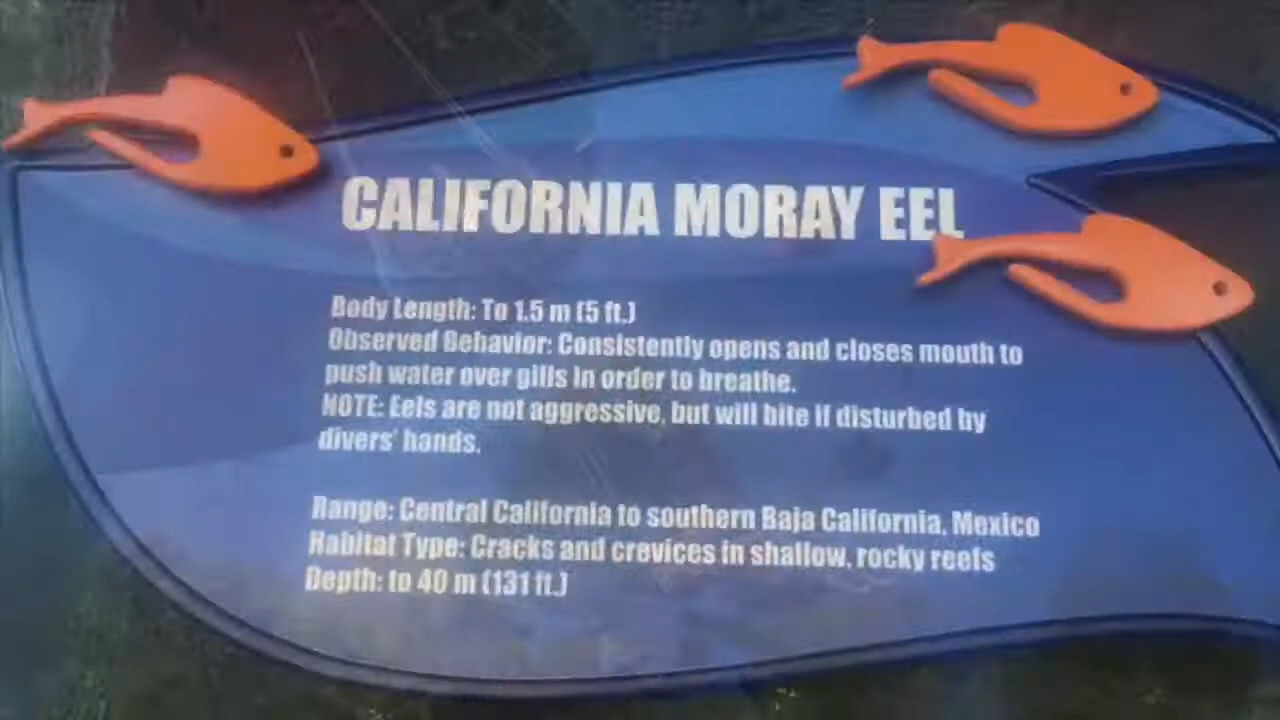 CALIFORNIA MORAY EEL
Body Length: To 1.5 m (5 ft.)
Observed Behavior: Consistently opens and closes mouth to
push water over gills in order to breathe.
NOTE: Eels are not aggressive, but will bite if disturbed by
divers' hands.
Range: Central California to southern Baja California, Mexico
Habitat Type: Cracks and crevices in shallow, rocky reefs
Depth: to 40 m (131 ft.)